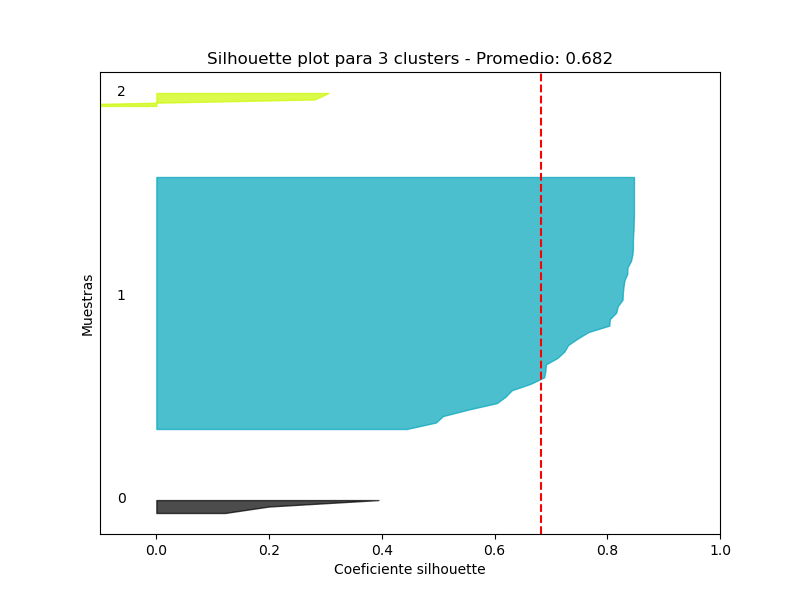 Silhouette plot para 3 clusters - Promedio: 0.682
2
1
0
Muestras
0.0 0.2 0.4 0.6 0.8 1.0
Coeficiente silhouette